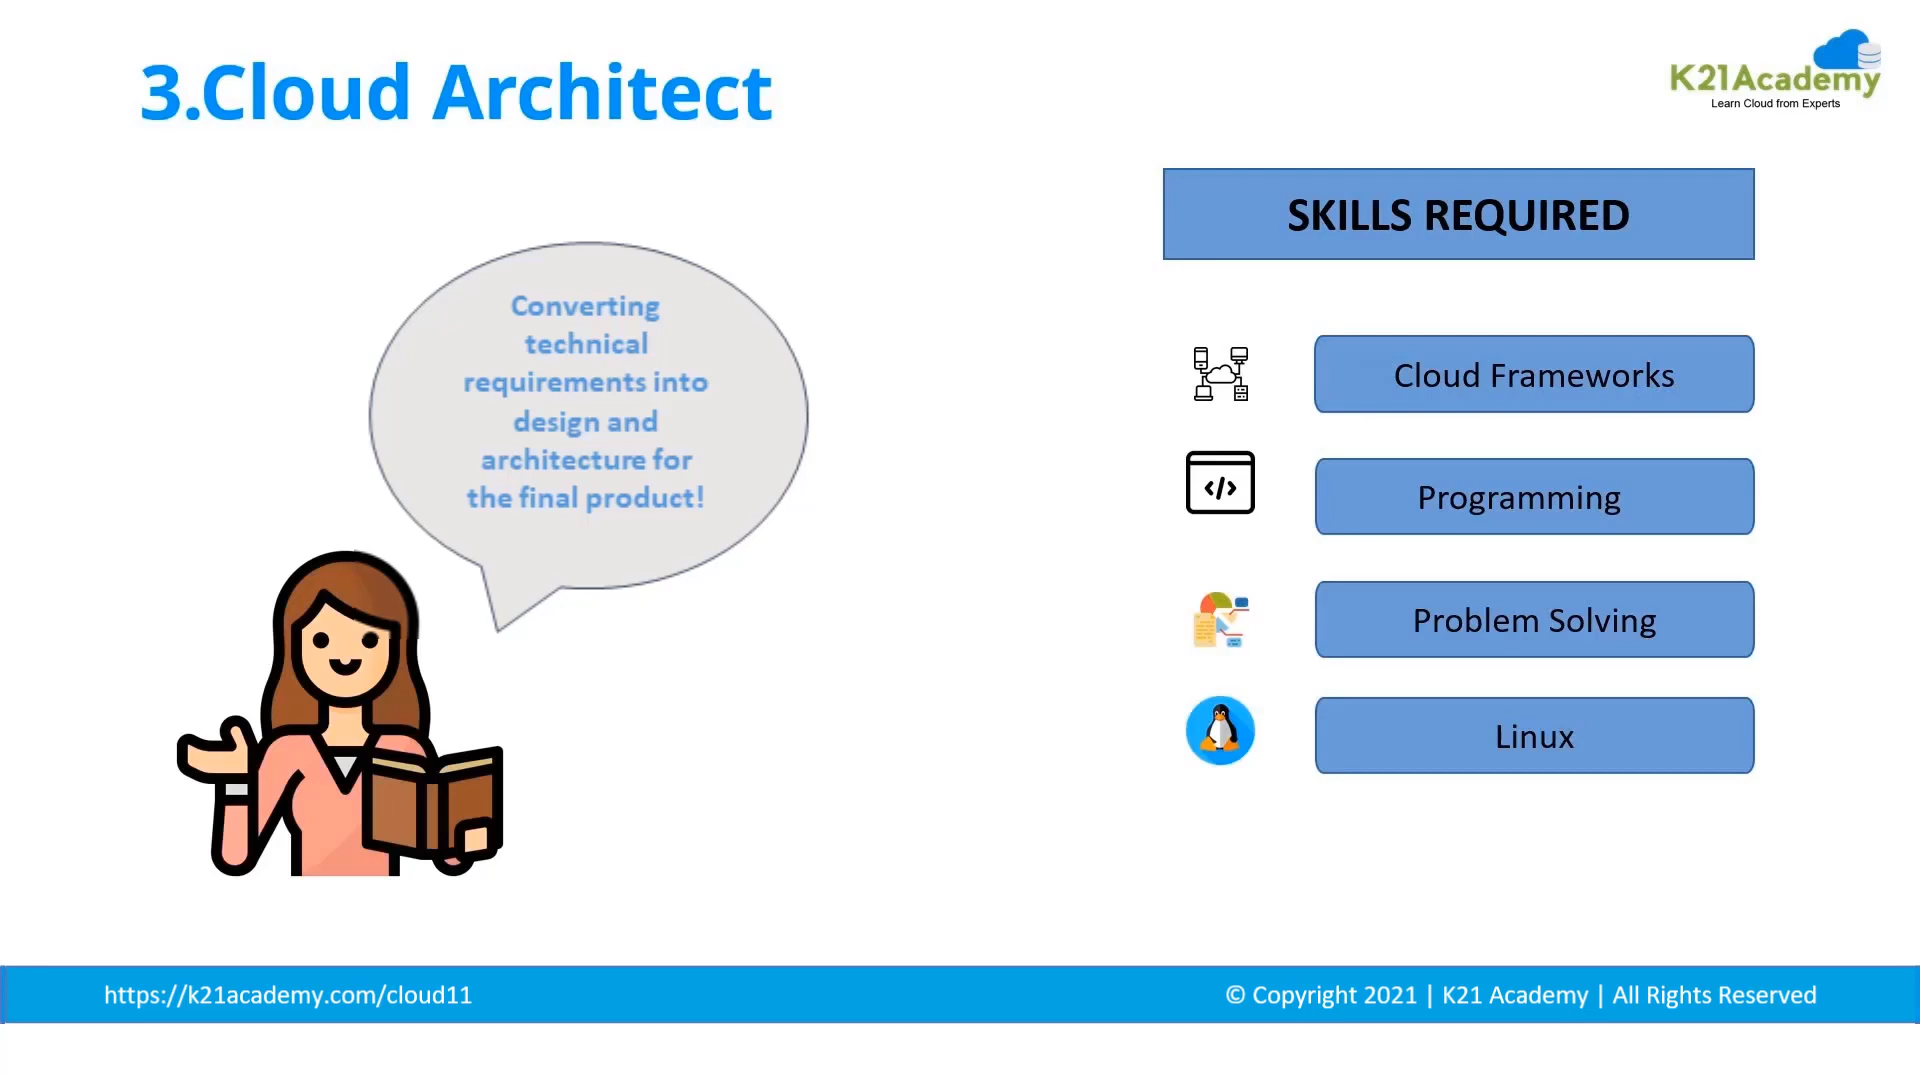 3.Cloud Architect
K21Academy
Learn Cloud from Experts
SKILLS REQUIRED
Converting
technical
requirements into
design and
architecture for
the final product!
Cloud Frameworks
</>
Programming
Problem Solving
Linux
https://k21academy.com/cloud11
© Copyright 2021 | K21 Academy | All Rights Reserved